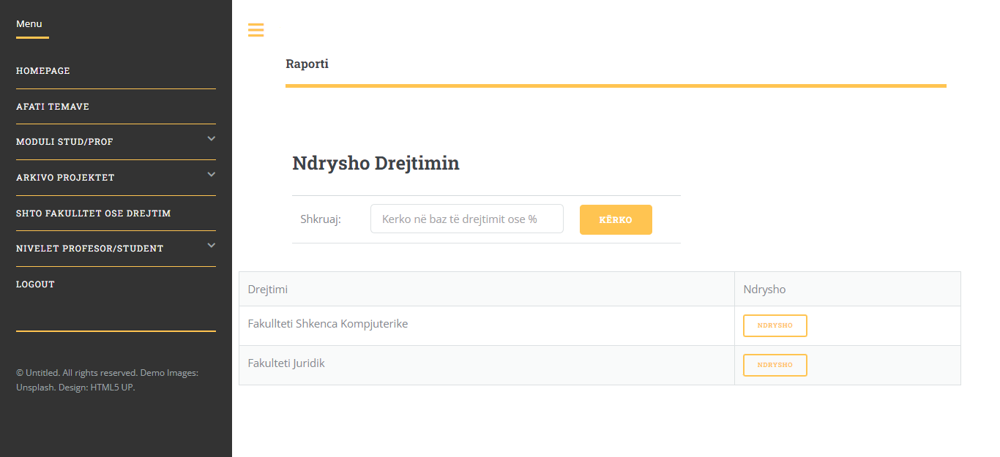 Menu
HOMEPAGE
AFATI TEMAVE
MODULI STUD/PROF
ARKIVO PROJEKTET
SHTO FAKULLTET OSE DREJTIM
NIVELET PROFESOR/STUDENT
LOGOUT
© Untitled. All rights reserved. Demo Images:
Unsplash. Design: HTML5 UP.
Raporti
Ndrysho Drejtimin
Shkruaj: Kerko në baz të drejtimit ose % KËRKO
Drejtimi Ndrysho
Fakullteti Shkenca Kompjuterike NDRYSHO
Fakulteti Juridik NDRYSHO